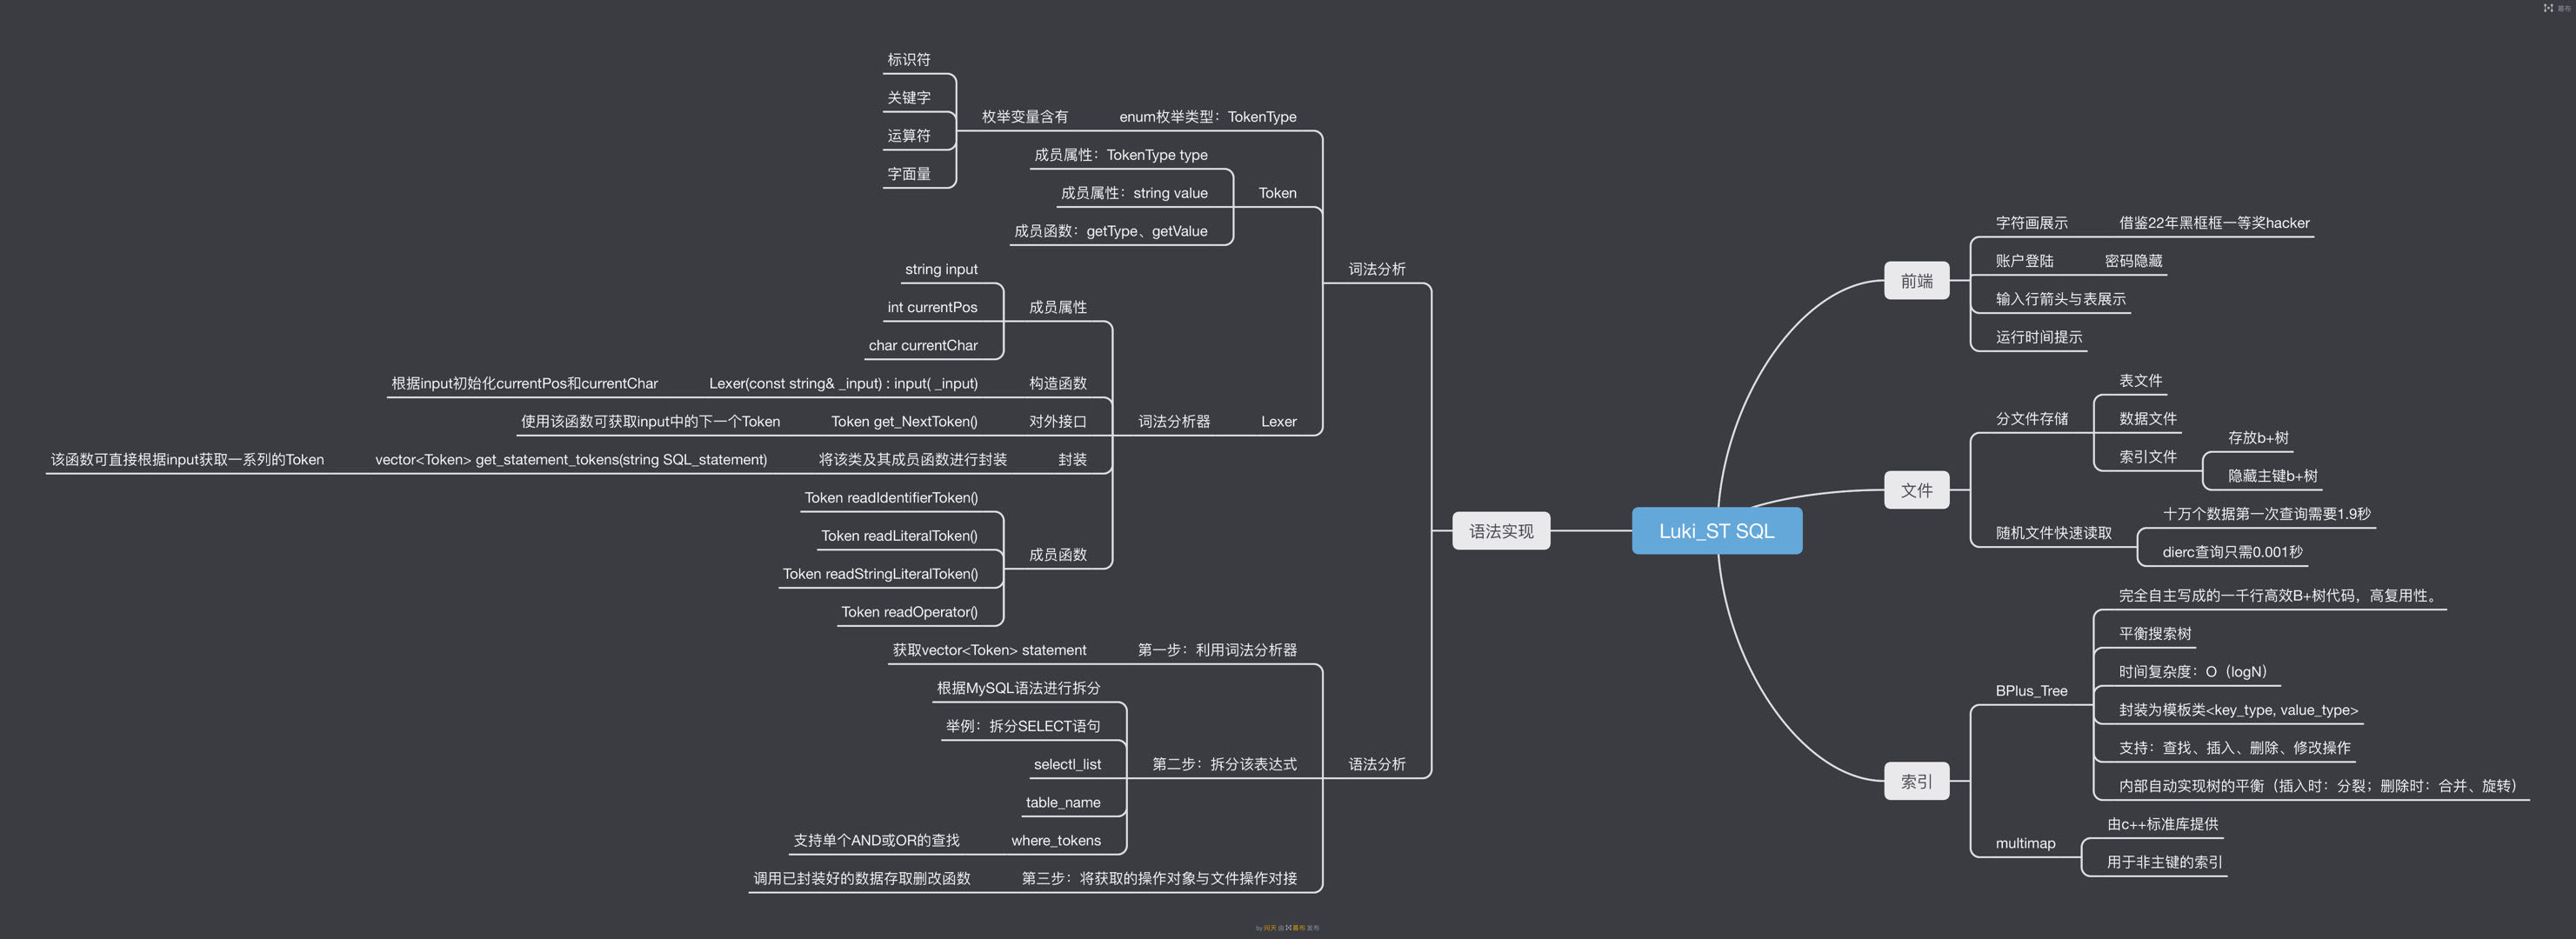 幕布
Luki_ST SQL
前端
字符画展示
借鉴22年黑框框一等奖hacker
账户登陆
密码隐藏
输入行箭头与表展示
运行时间提示
文件
分文件存储
表文件
数据文件
索引文件
存放b+树
隐藏主键b+树
随机文件快速读取
十万个数据第一次查询需要1.9秒
dierc查询只需0.001秒
索引
BPlus_Tree
完全自主写成的一千行高效B+树代码，高复用性。
平衡搜索树
时间复杂度：O（logN）
封装为模板类<key_type, value_type>
支持：查找、插入、删除、修改操作
内部自动实现树的平衡（插入时：分裂；删除时：合并、旋转）
multimap
由c++标准库提供
用于非主键的索引
语法实现
词法分析
enum枚举类型：TokenType
枚举变量含有
标识符
关键字
运算符
字面量
Token
成员属性：TokenType type
成员属性：string value
成员函数：getType、getValue
Lexer
词法分析器
成员属性
string input
int currentPos
char currentChar
构造函数
Lexer(const string& _input) : input( _input)
根据input初始化currentPos和currentChar
对外接口
Token get_NextToken()
使用该函数可获取input中的下一个Token
封装
将该类及其成员函数进行封装
vector<Token> get_statement_tokens(string SQL_statement)
该函数可直接根据input获取一系列的Token
成员函数
Token readIdentifierToken()
Token readLiteralToken()
Token readStringLiteralToken()
Token readOperator()
语法分析
第一步：利用词法分析器
获取vector<Token> statement
第二步：拆分该表达式
根据MySQL语法进行拆分
举例：拆分SELECT语句
selectl_list
table_name
where_tokens
支持单个AND或OR的查找
第三步：将获取的操作对象与文件操作对接
调用已封装好的数据存取删改函数
by 问天 由 幕布 发布